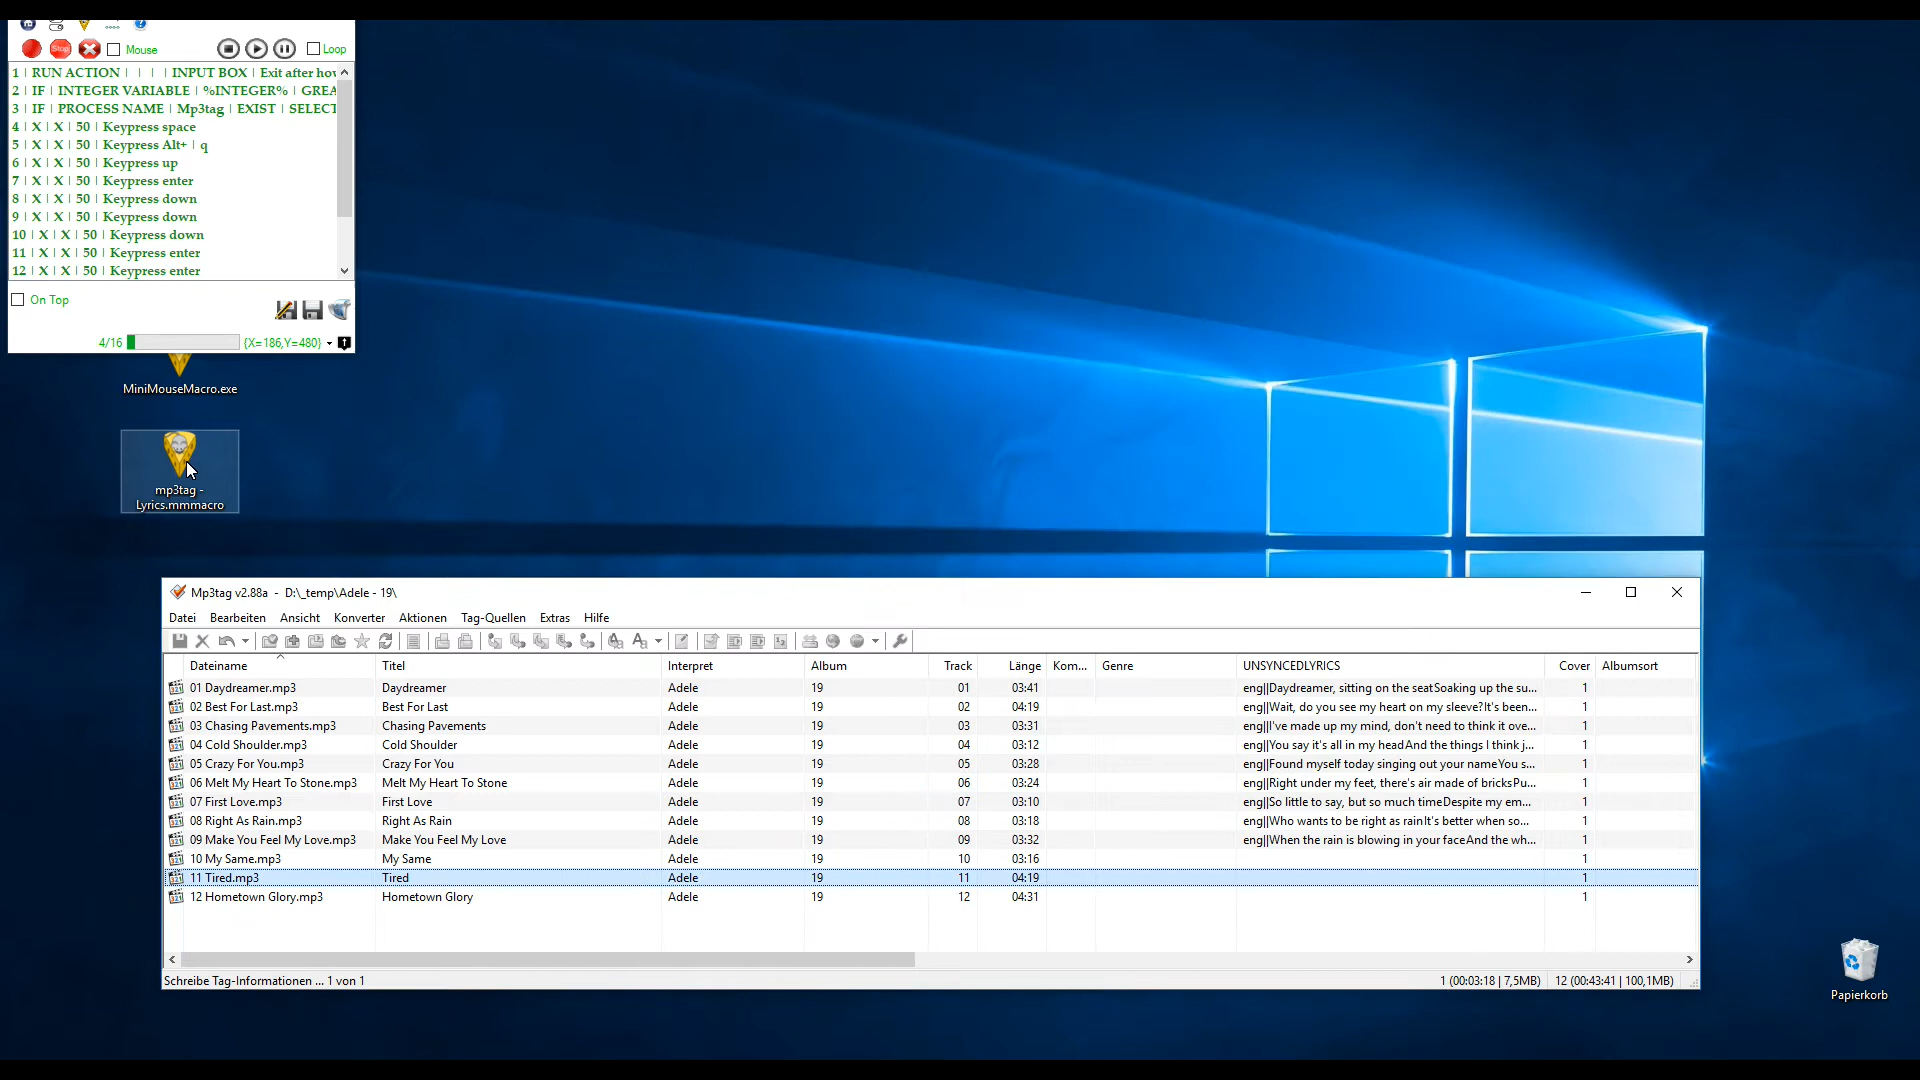 Stop Mouse Loop
1 | RUN ACTION | | | | INPUT BOX | Exit after hov
2 | IF | INTEGER VARIABLE | %INTEGER% | GREA
3 | IF | PROCESS NAME | Mp3tag | EXIST | SELECT
4 | X | X | 50 | Keypress space
5 | X | X | 50 | Keypress Alt+ | q
6 | X | X | 50 | Keypress up
7 | X | X | 50 | Keypress enter
8 | X | X | 50 | Keypress down
9 | X | X | 50 | Keypress down
10 | X | X | 50 | Keypress down
11 | X | X | 50 | Keypress enter
12 | X | X | 50 | Keypress enter
On Top
4/16 {X=186,Y=480}
MiniMouseMacro.exe
mp3tag -
Lyrics.mmmacro
Mp3tag v2.88a - D:\_temp\Adele - 19\
Datei Bearbeiten Ansicht Konverter Aktionen Tag-Quellen Extras Hilfe
Dateiname Titel Interpret Album Track Länge Kom... Genre UNSYNCEDLYRICS Cover Albumsort
01 Daydreamer.mp3 Daydreamer Adele 19 01 03:41 eng||Daydreamer, sitting on the seatSoaking up the su... 1
02 Best For Last.mp3 Best For Last Adele 19 02 04:19 eng||Wait, do you see my heart on my sleeve?It's been... 1
03 Chasing Pavements.mp3 Chasing Pavements Adele 19 03 03:31 eng||I've made up my mind, don't need to think it ove... 1
04 Cold Shoulder.mp3 Cold Shoulder Adele 19 04 03:12 eng||You say it's all in my headAnd the things I think j... 1
05 Crazy For You.mp3 Crazy For You Adele 19 05 03:28 eng||Found myself today singing out your nameYou s... 1
06 Melt My Heart To Stone.mp3 Melt My Heart To Stone Adele 19 06 03:24 eng||Right under my feet, there's air made of bricksPu... 1
07 First Love.mp3 First Love Adele 19 07 03:10 eng||So little to say, but so much timeDespite my em... 1
08 Right As Rain.mp3 Right As Rain Adele 19 08 03:18 eng||Who wants to be right as rainIt's better when so... 1
09 Make You Feel My Love.mp3 Make You Feel My Love Adele 19 09 03:32 eng||When the rain is blowing in your faceAnd the wh... 1
10 My Same.mp3 My Same Adele 19 10 03:16 1
11 Tired.mp3 Tired Adele 19 11 04:19 1
12 Hometown Glory.mp3 Hometown Glory Adele 19 12 04:31 1
Schreibe Tag-Informationen ... 1 von 1 1 (00:03:18 | 7,5MB) 12 (00:43:41 | 100,1MB)
Papierkorb